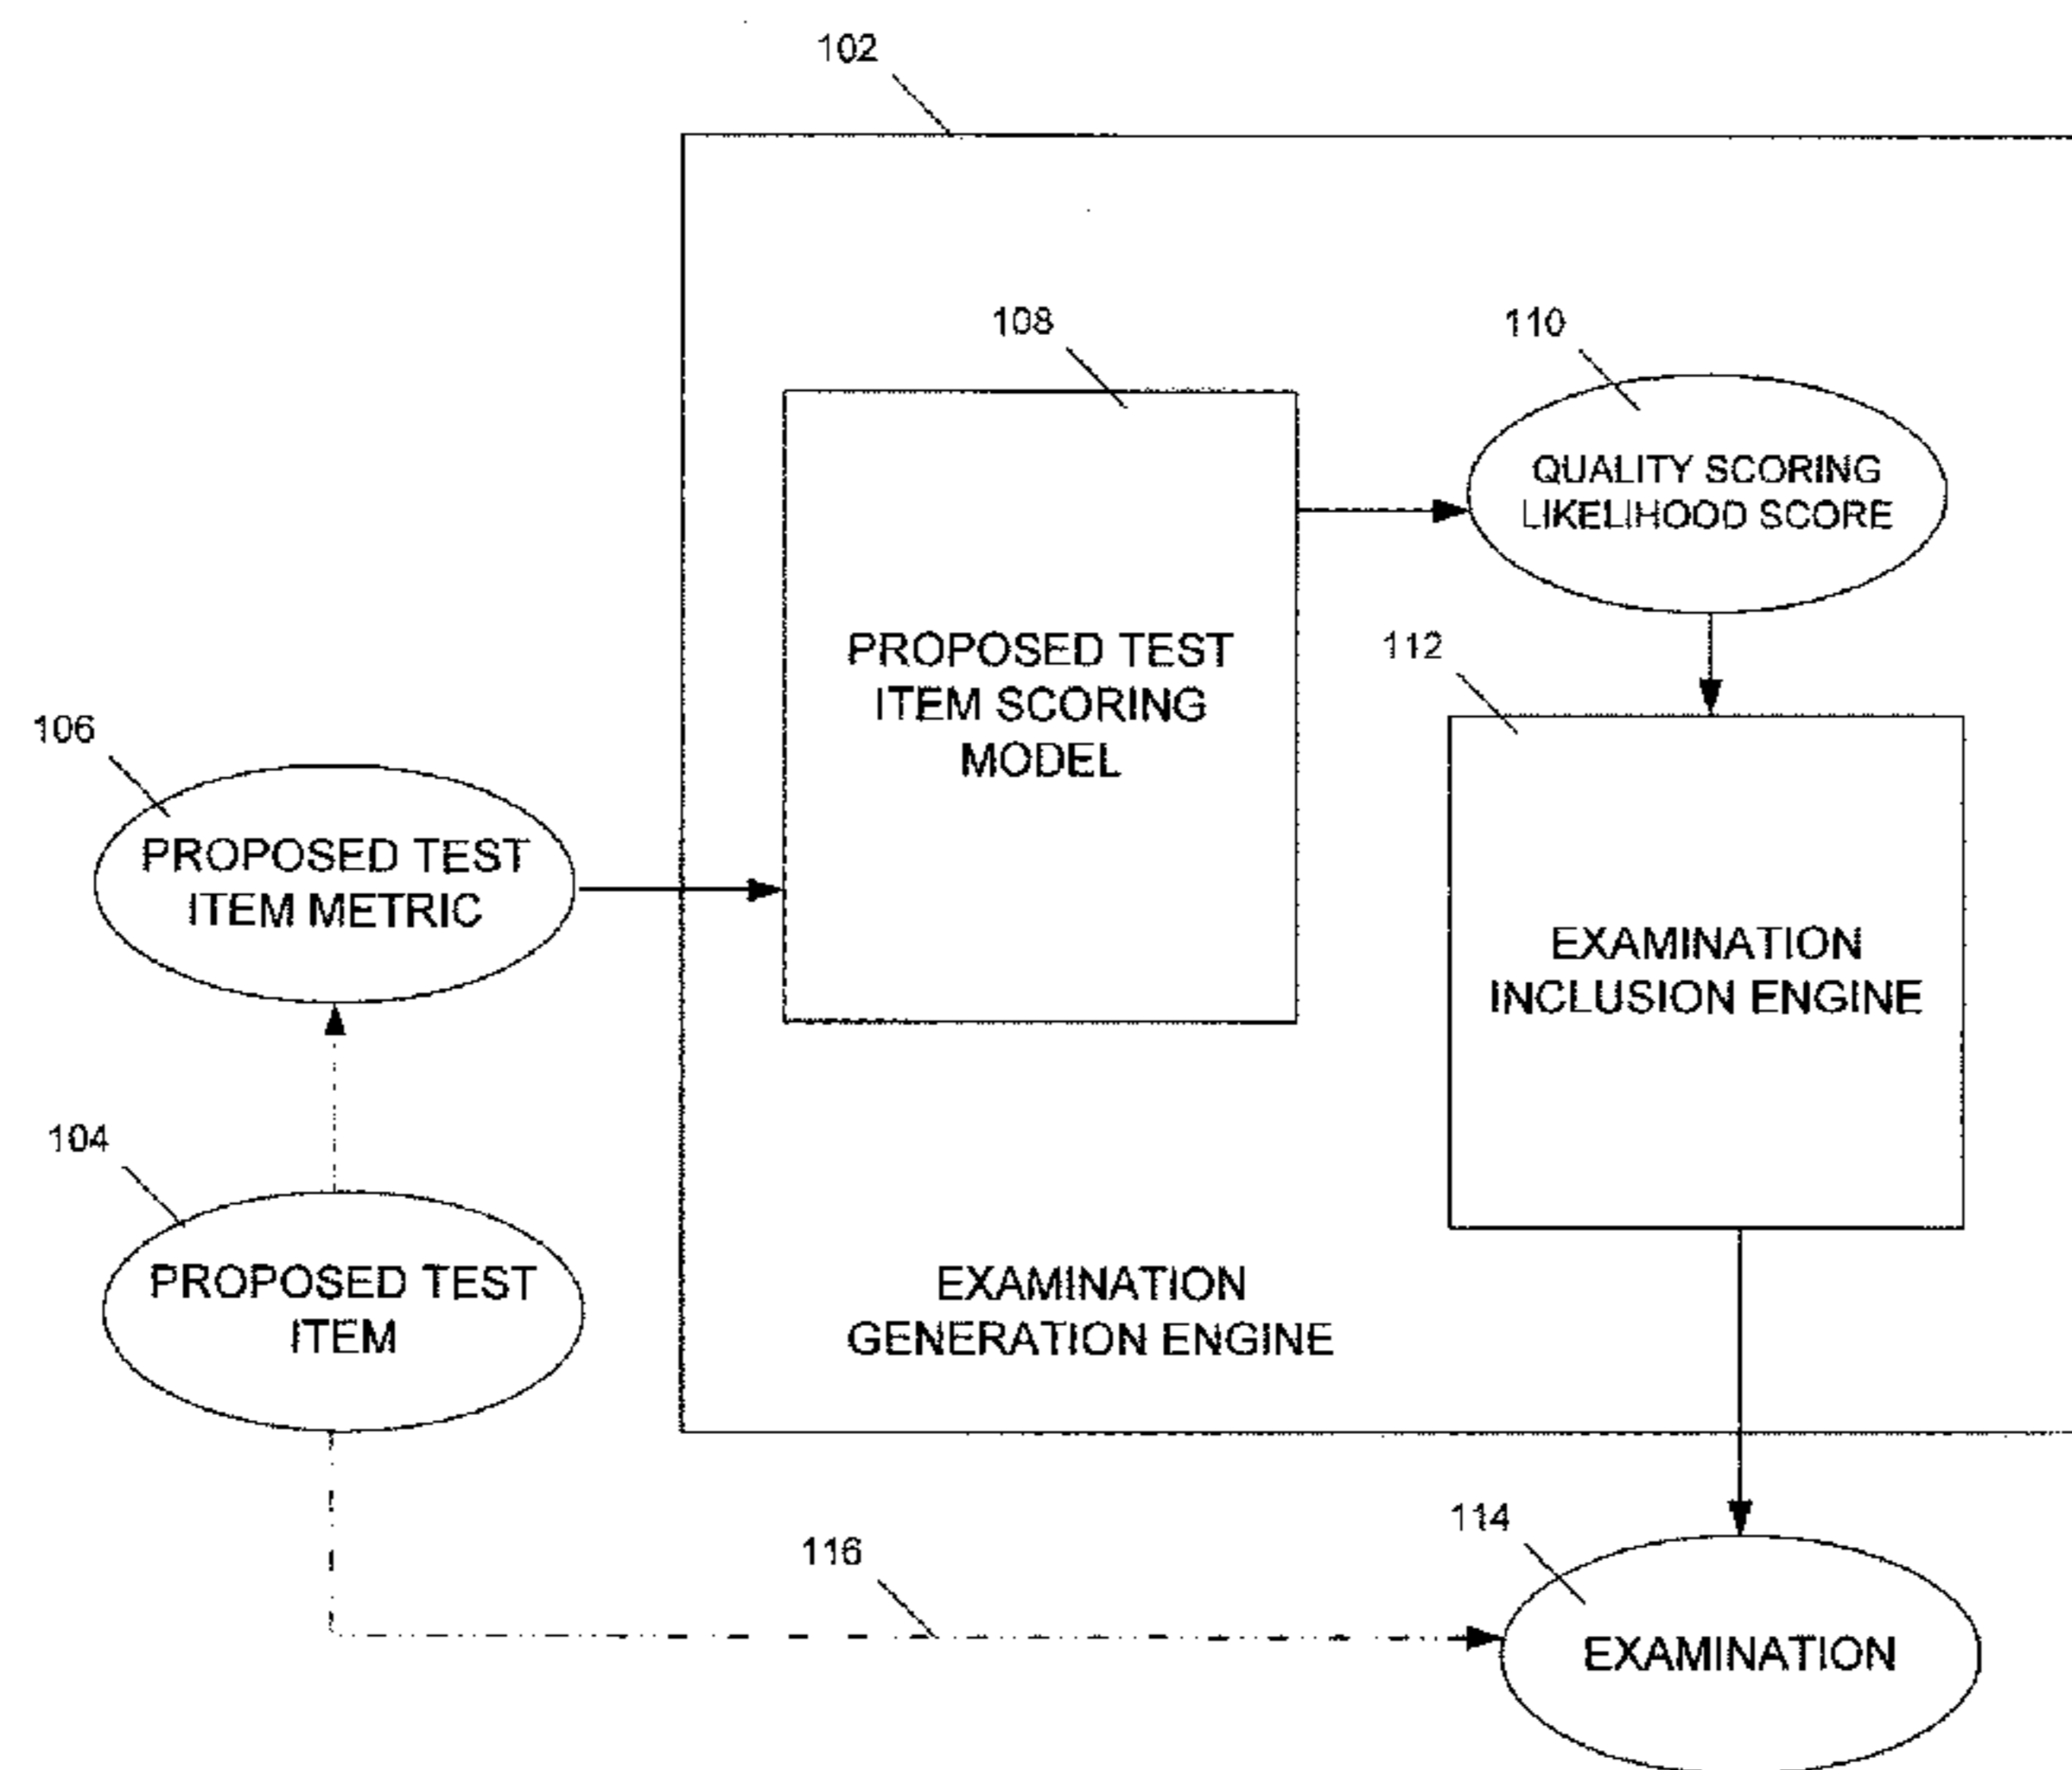 102
108
110
QUALITY SCORING
LIKELIHOOD SCORE
PROPOSED TEST
ITEM SCORING
MODEL
112
106
PROPOSED TEST
ITEM METRIC
EXAMINATION
INCLUSION ENGINE
104
PROPOSED TEST
ITEM
EXAMINATION
GENERATION ENGINE
114
116
EXAMINATION